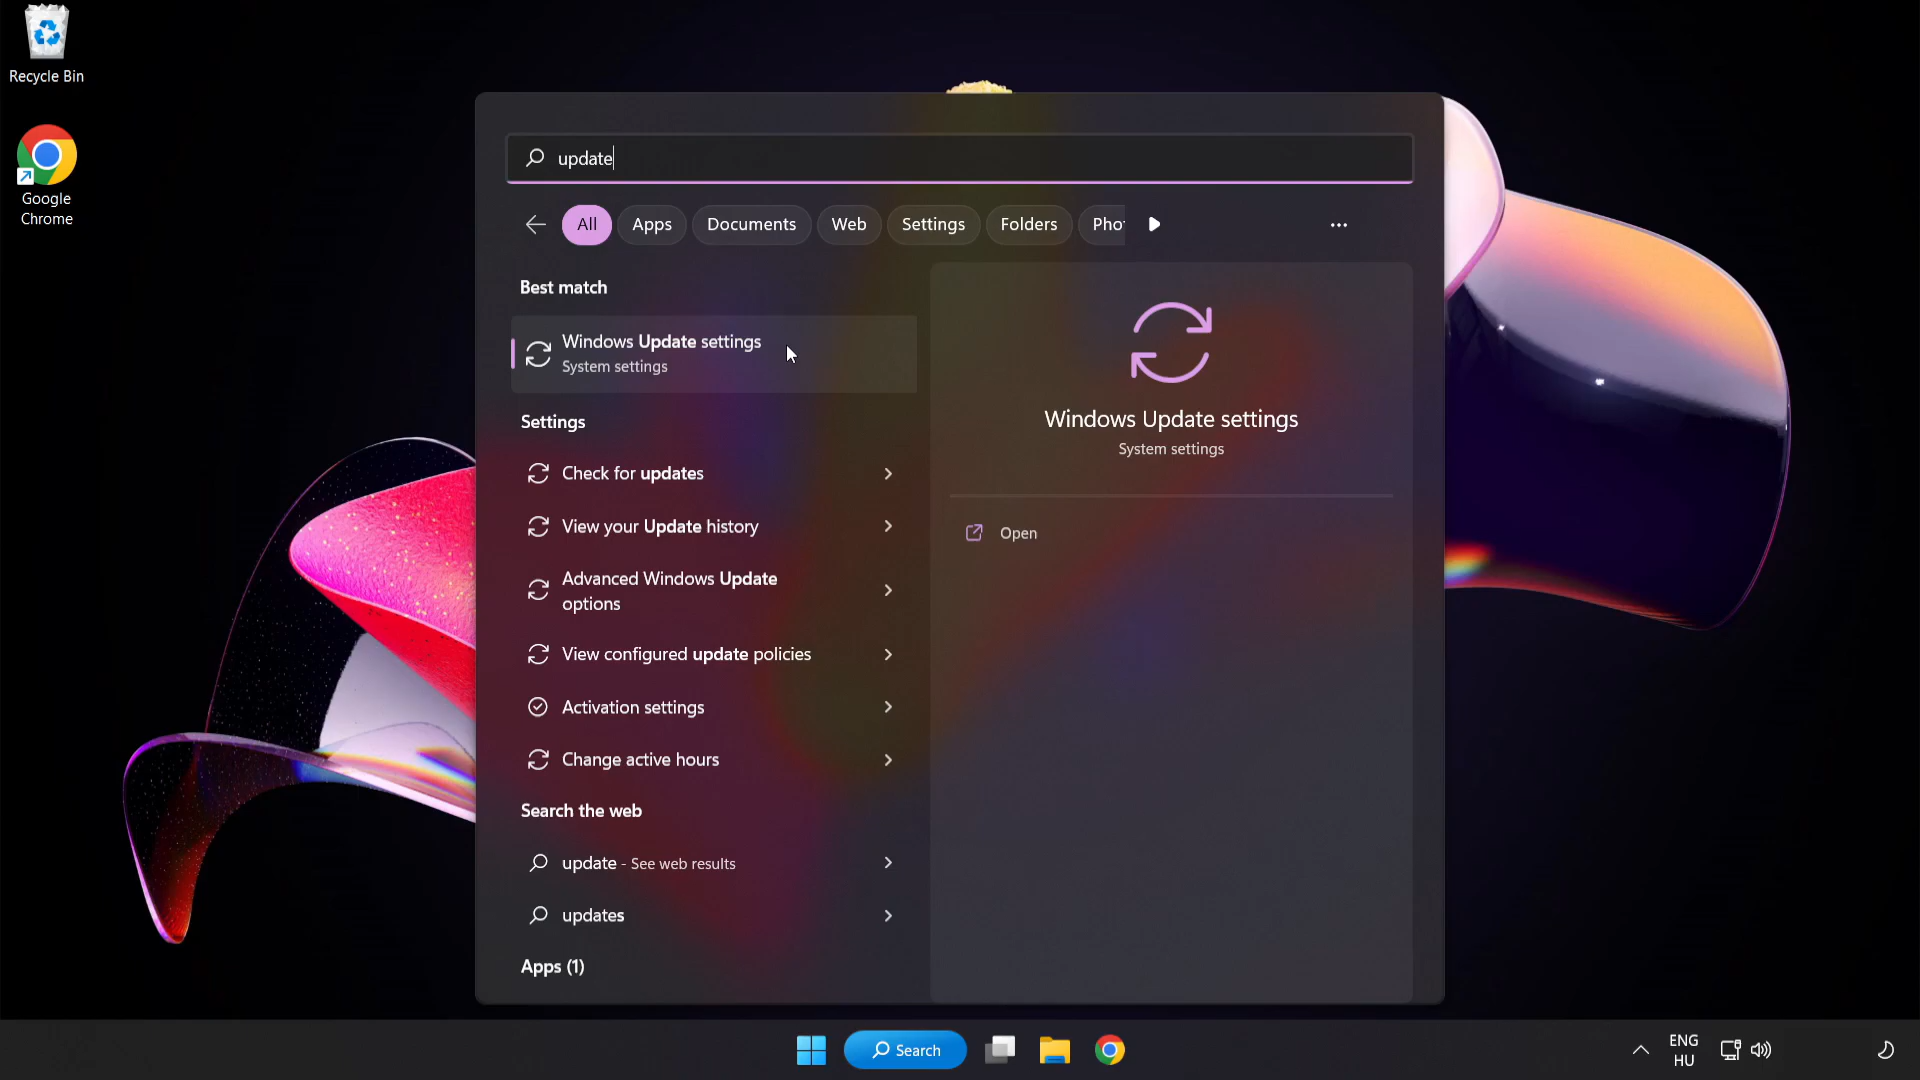 Recycle Bin
Google
Chrome
update
All
Apps
Documents
Web
Settings
Folders
Best match
Windows Update settings
System settings
Settings
Check for updates
View your Update history
Advanced Windows Update
options
View configured update policies
Activation settings
Change active hours
Search the web
update - See web results
updates
Apps (1)
Windows Update settings
System settings
Open
Search
ENG
HU